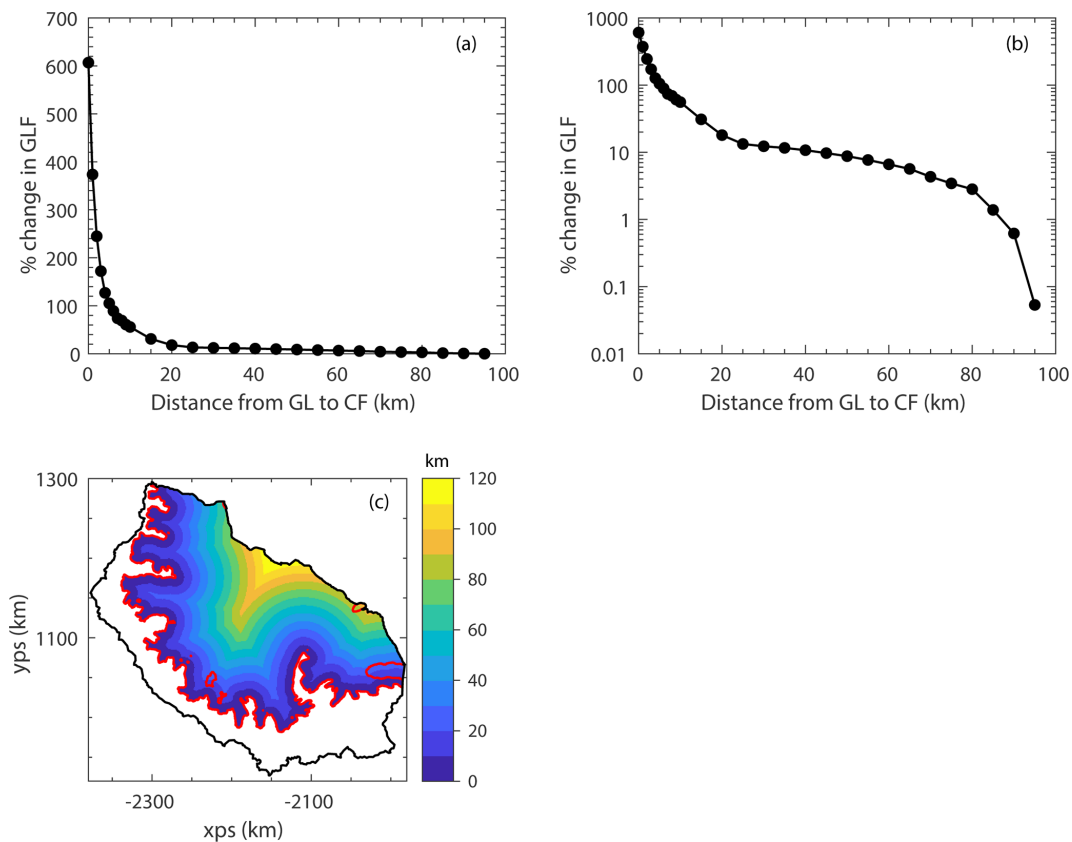 700
600
500
400
300
200
100
0
% change in GLF
(a)
0 20 40 60 80 100
Distance from GL to CF (km)
1000
100
10
1
0.1
0.01
% change in GLF
(b)
0 20 40 60 80 100
Distance from GL to CF (km)
1300
1100
yps (km)
(c)
-2300 -2100
xps (km)
km
120
100
80
60
40
20
0